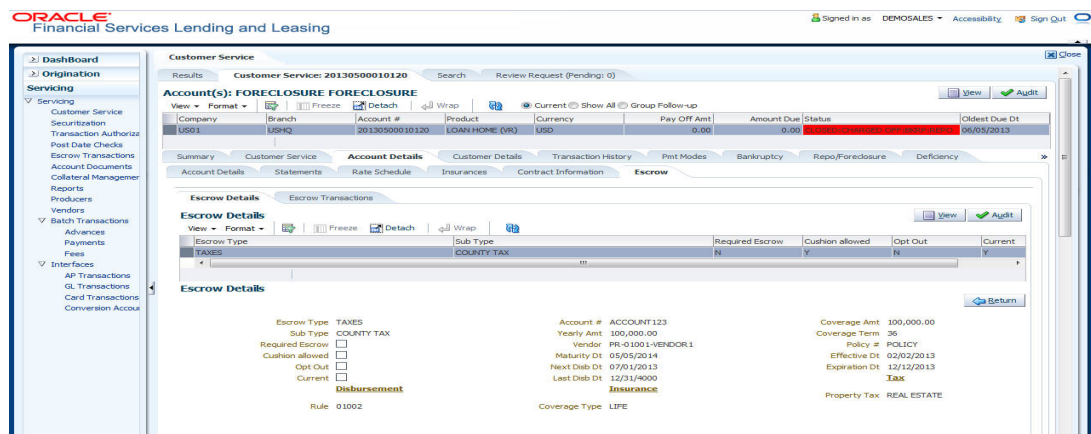 ORACLE
Financial Services Lending and Leasing
Signed in as DEMOSALES Accessibility Sign Out
Close
DashBoard
Origination
Servicing
Servicing
Customer Service
Securitization
Transaction Authoriza
Post Date Checks
Escrow Transactions
Account Documents
Collateral Managemer
Reports
Producers
Vendors
Batch Transactions
Advances
Payments
Fees
Interfaces
AP Transactions
GL Transactions
Card Transactions
Conversion Accou
Customer Service
Results Customer Service: 20130500010120 Search Review Request (Pending: 0)
Account(s): FORECLOSURE FORECLOSURE
View Audit
View Format Freeze Detach Wrap Current Show All Group Follow-up
Company Branch Account # Product Currency Pay Off Amt Amount Due Status Oldest Due Dt
US01 USHQ 20130500010120 LOAN HOME (VR) USD 0.00 0.00 06/05/2013
Summary Customer Service Account Details Customer Details Transaction History Pmt Modes Bankruptcy Repo/Foreclosure Deficiency »
Account Details Statements Rate Schedule Insurances Contract Information Escrow
Escrow Details Escrow Transactions
Escrow Details
View Audit
View Format Freeze Detach Wrap
Escrow Type Sub Type Required Escrow Cushion allowed Opt Out Current
TAXES COUNTY TAX N Y N Y
Escrow Details
Return
Escrow Type TAXES Account # ACCOUNT123 Coverage Amt 100,000.00
Sub Type COUNTY TAX Yearly Amt 100,000.00 Coverage Term 36
Required Escrow Vendor PR-01001-VENDOR1 Policy # POLICY
Cushion allowed Maturity Dt 05/05/2014 Effective Dt 02/02/2013
Opt Out Next Disb Dt 07/01/2013 Expiration Dt 12/12/2013
Current Last Disb Dt 12/31/4000 Tax
Disbursement Insurance
Property Tax REAL ESTATE
Rule 01002 Coverage Type LIFE